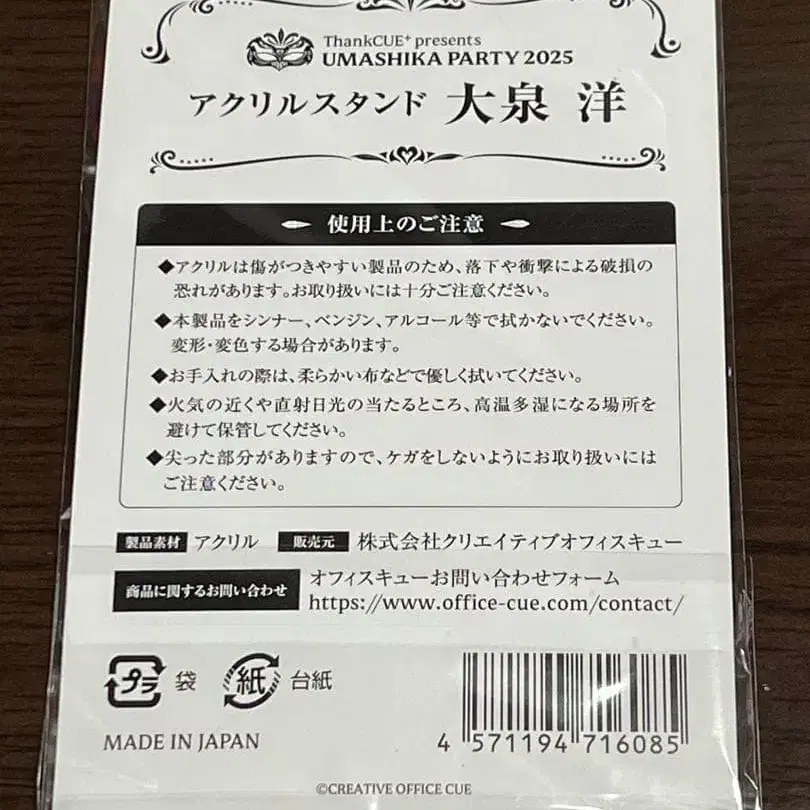 ThankCUE+ presents
UMASHIKA PARTY 2025
アクリルスタンド 大泉 洋
使用上のご注意
◆アクリルは傷がつきやすい製品のため、落下や衝撃による破損の
恐れがあります。お取り扱いには十分ご注意ください。
◆本製品をシンナー、ベンジン、アルコール等で拭かないでください。
変形・変色する場合があります。
◆お手入れの際は、柔らかい布などで優しく拭いてください。
◆火気の近くや直射日光の当たるところ、高温多湿になる場所を
避けて保管してください。
◆尖った部分がありますので、ケガをしないようにお取り扱いには
ご注意ください。
製品素材 アクリル 販売元 株式会社クリエイティブオフィスキュー
商品に関するお問い合わせ オフィスキューお問い合わせフォーム
https://www.office-cue.com/contact/
プラ 袋 紙 台紙
MADE IN JAPAN
4 571194 716085
©CREATIVE OFFICE CUE